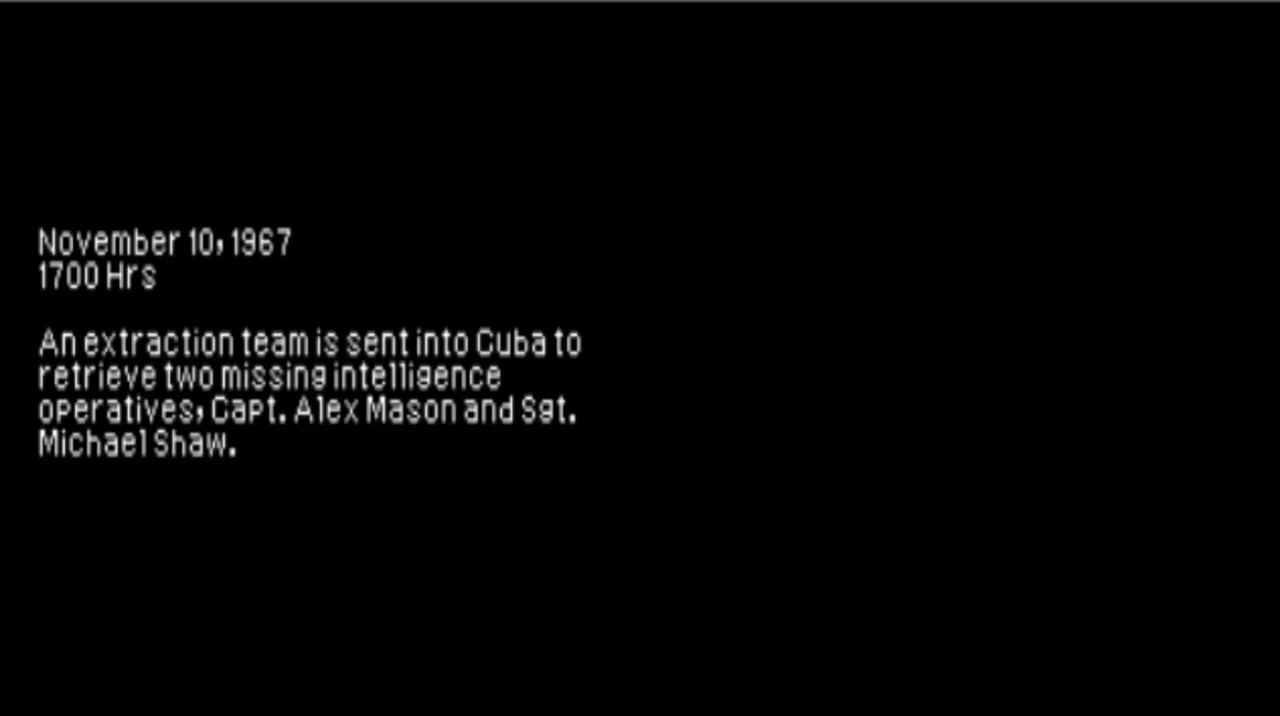 November 10, 1967
1700 Hrs
An extraction team is sent into Cuba to
retrieve two missing intelligence
operatives, Capt. Alex Mason and Sgt.
Michael Shaw.